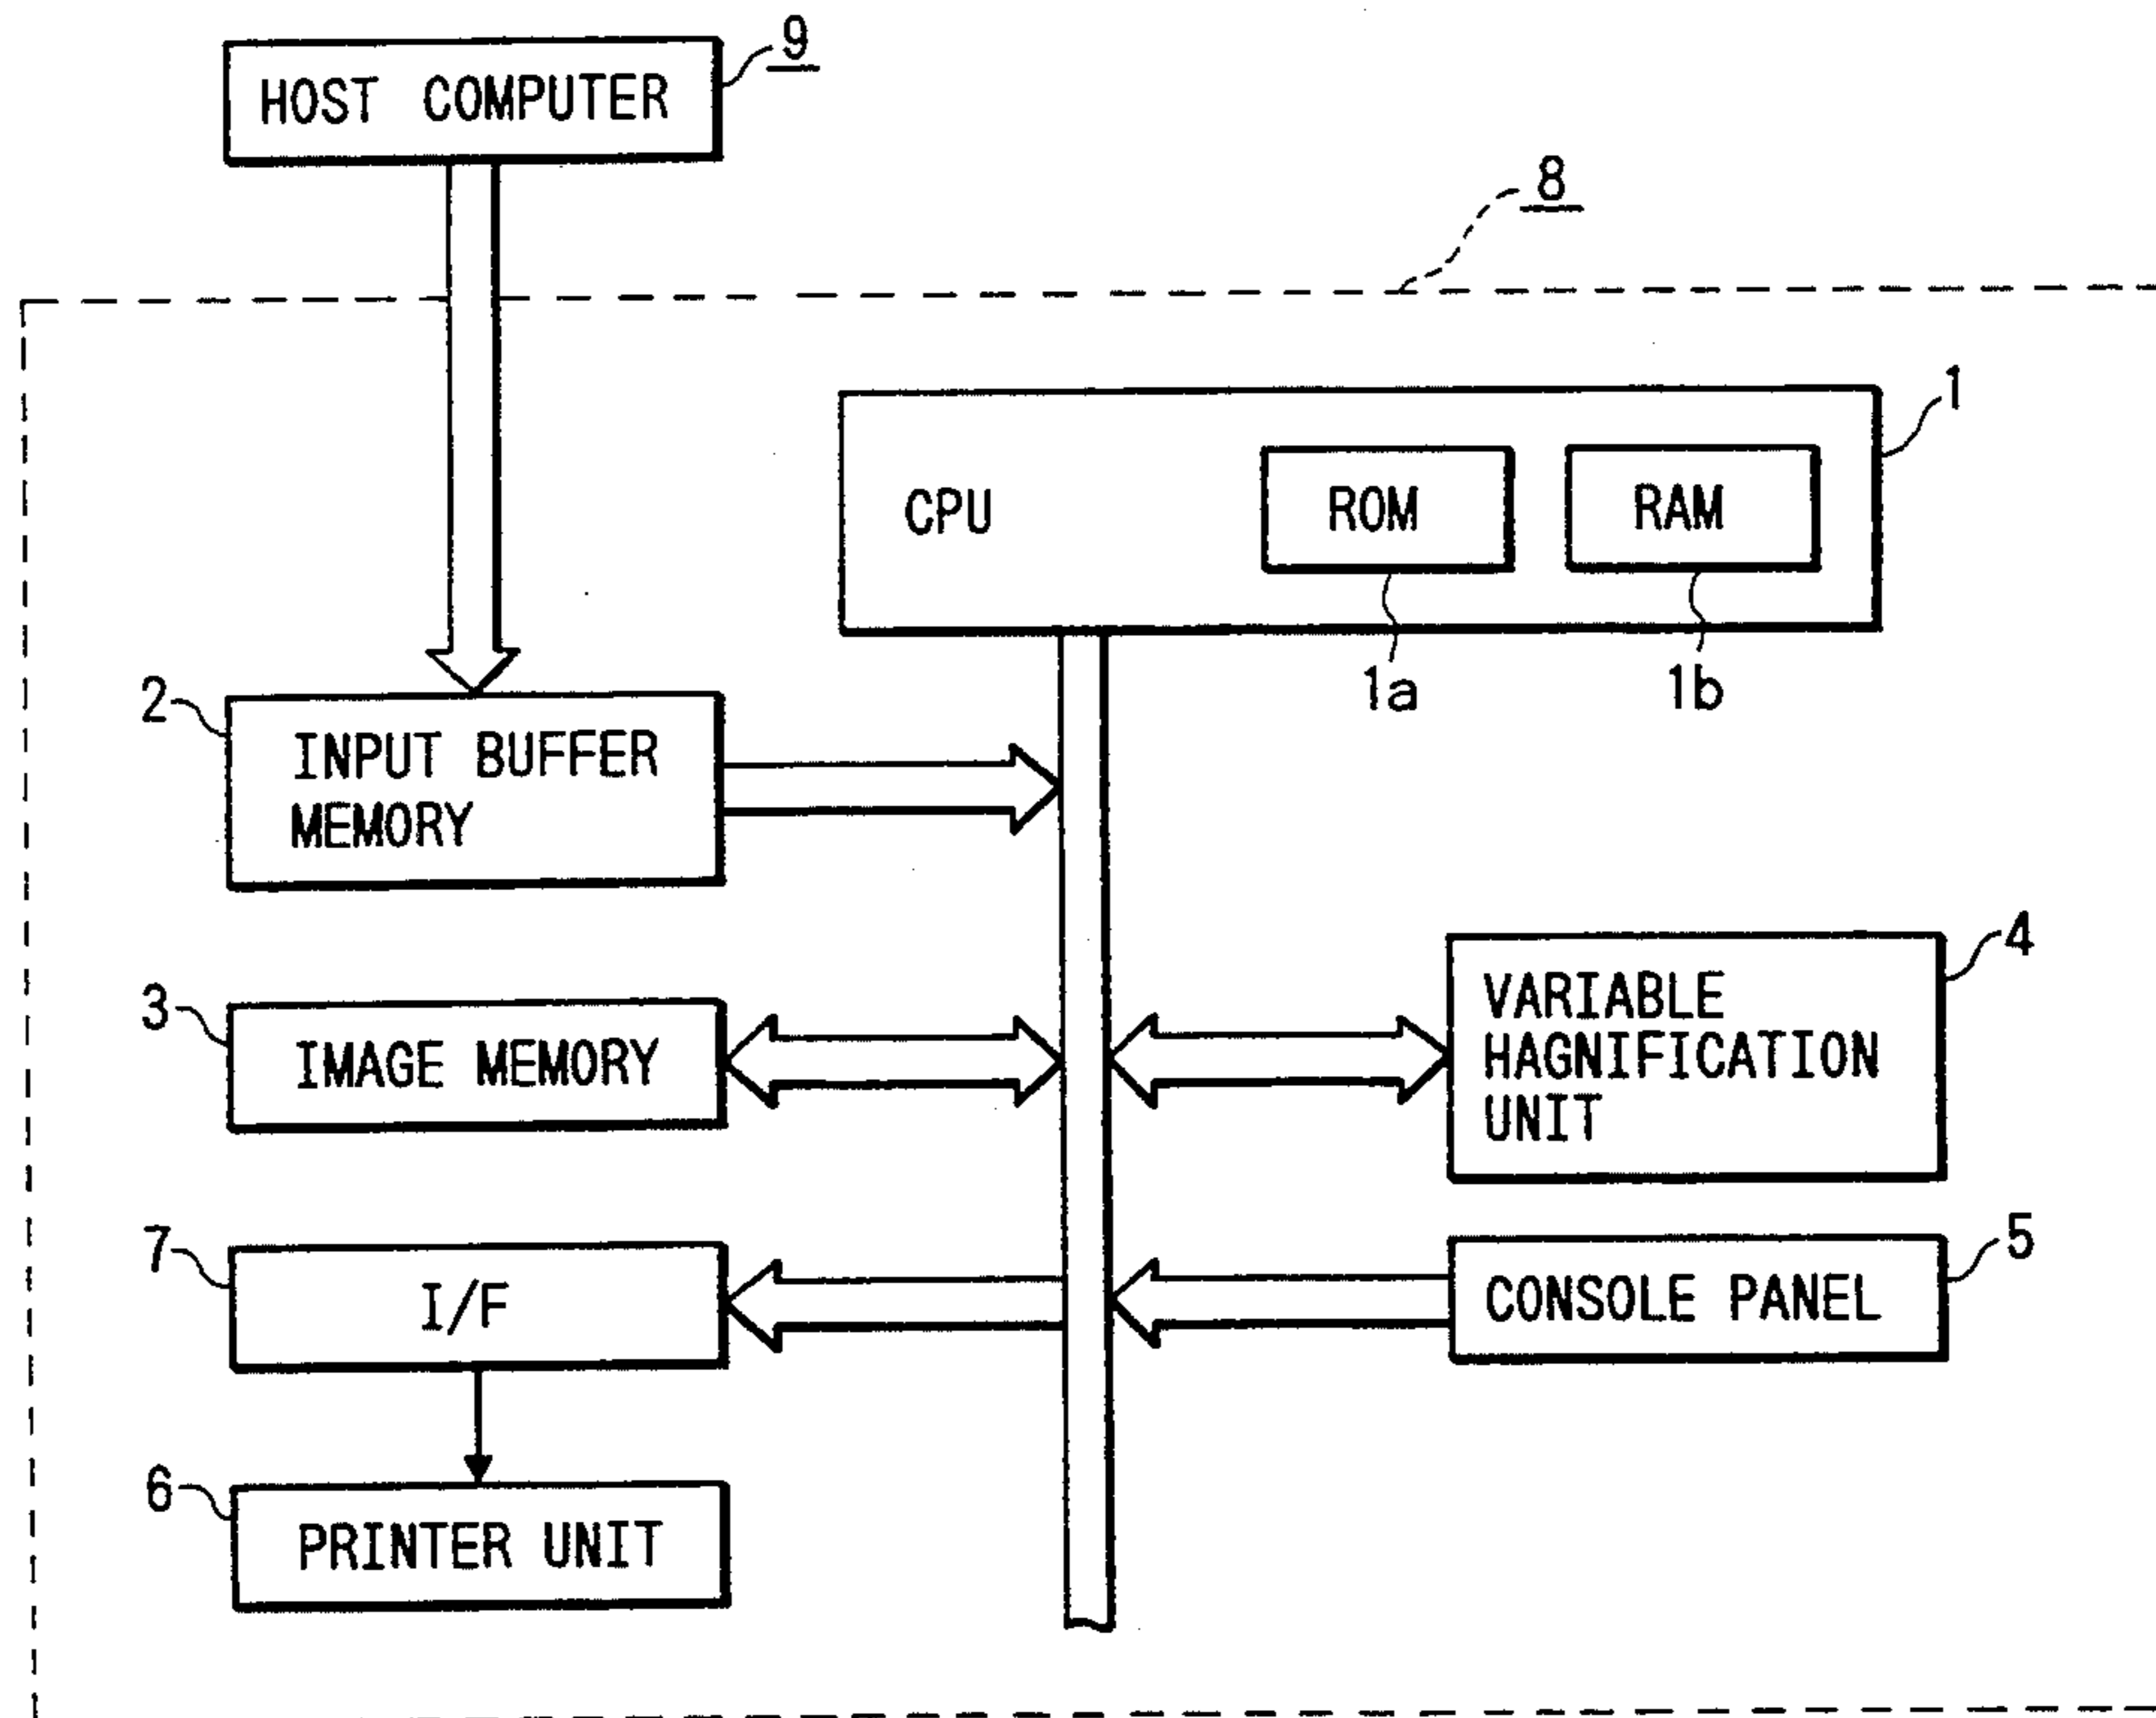 HOST COMPUTER
9
8
1
CPU
ROM
RAM
1a
1b
2
INPUT BUFFER
MEMORY
4
VARIABLE
HAGNIFICATION
UNIT
3
IMAGE MEMORY
5
CONSOLE PANEL
7
I/F
6
PRINTER UNIT